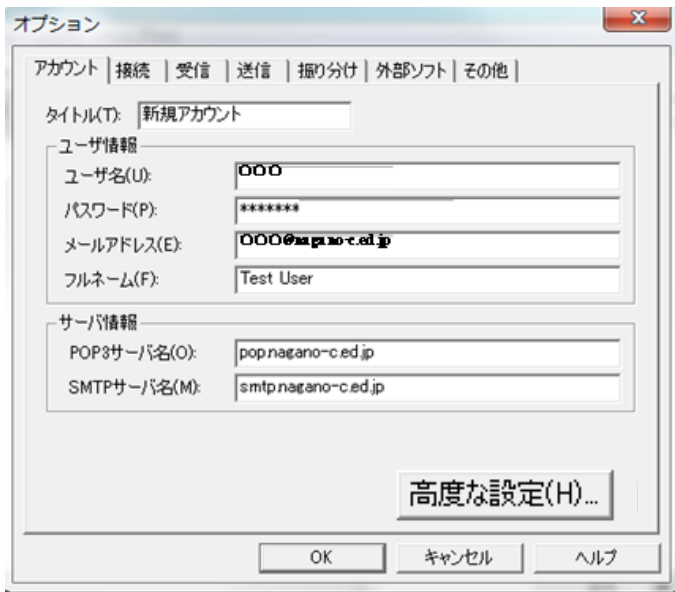 オプション
アカウント 接続 受信 送信 振り分け 外部ソフト その他
タイトル(T): 新規アカウント
ユーザ情報
ユーザ名(U): OOO
パスワード(P): *******
メールアドレス(E): OOO@nagano-c.ed.jp
フルネーム(F): Test User
サーバ情報
POP3サーバ名(O): pop.nagano-c.ed.jp
SMTPサーバ名(M): smtp.nagano-c.ed.jp
高度な設定(H)...
OK キャンセル ヘルプ